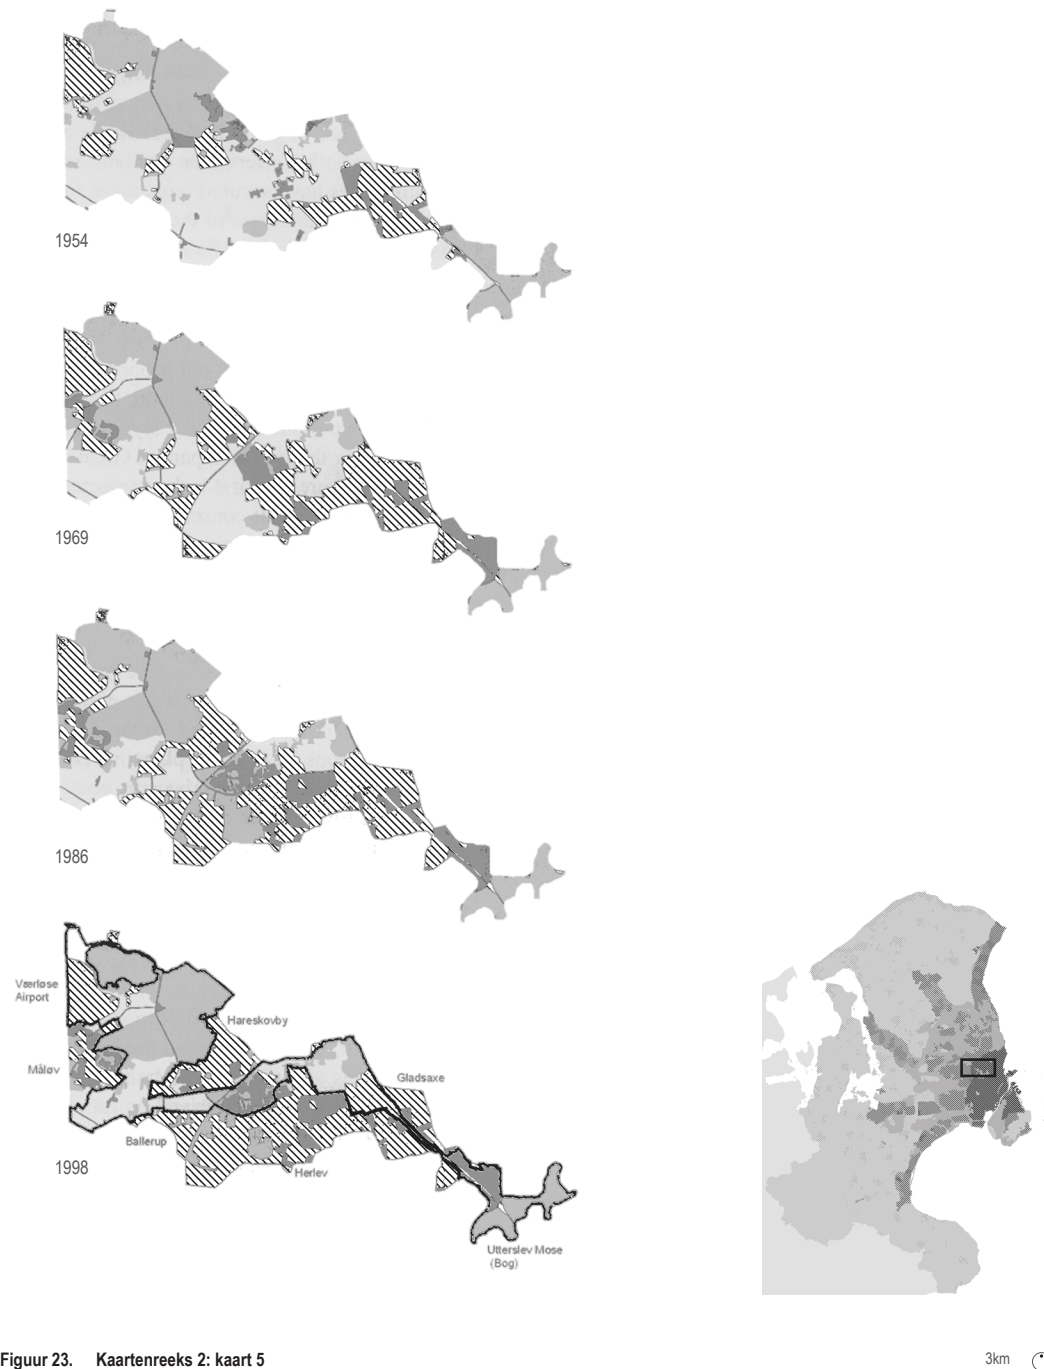 1954
1969
1986
Værløse
Airport
Hareskovby
Måløv
Gladsaxe
Ballerup
1998
Herlev
Utterslev Mose
(Bog)
Figuur 23. Kaartenreeks 2: kaart 5
3km